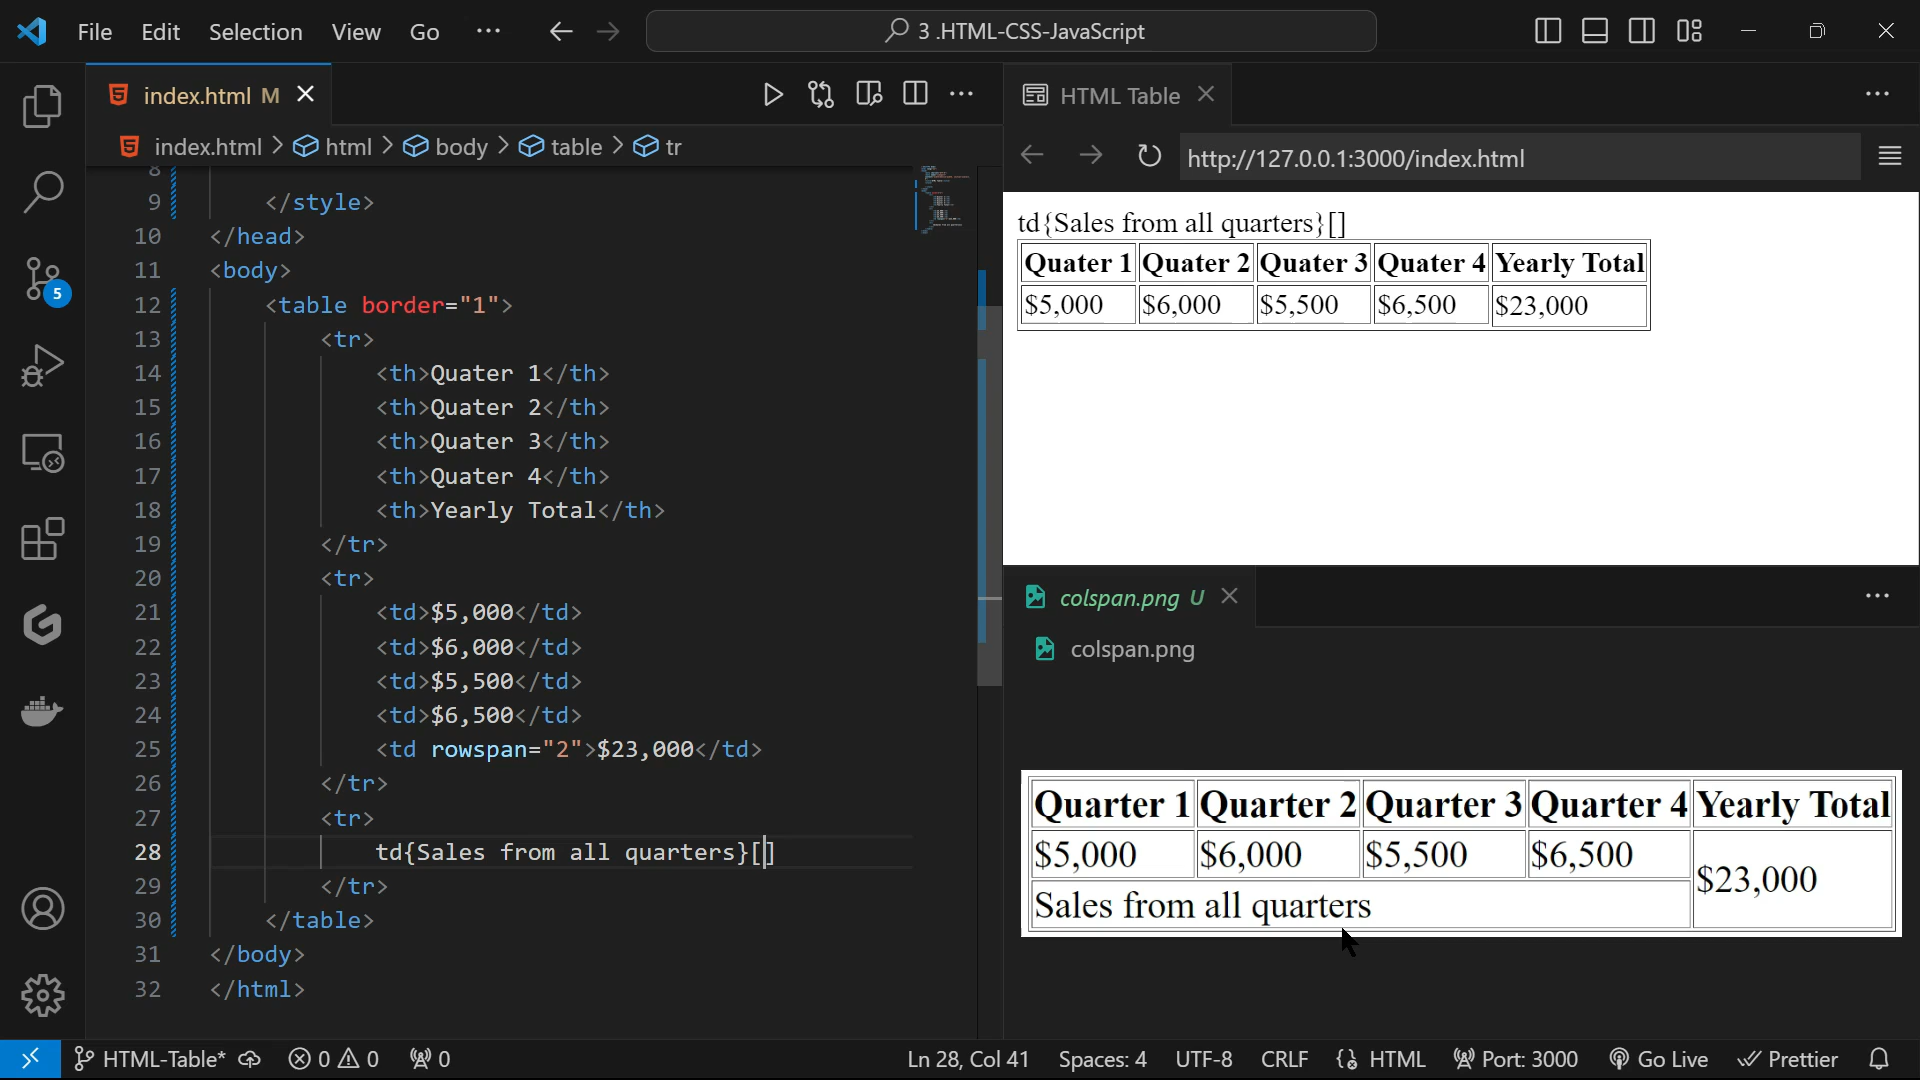 File Edit Selection View Go ··· 3 .HTML-CSS-JavaScript
index.html M
index.html > html > body > table > tr
8
9 </style>
10 </head>
11 <body>
12 <table border="1">
13 <tr>
14 <th>Quater 1</th>
15 <th>Quater 2</th>
16 <th>Quater 3</th>
17 <th>Quater 4</th>
18 <th>Yearly Total</th>
19 </tr>
20 <tr>
21 <td>$5,000</td>
22 <td>$6,000</td>
23 <td>$5,500</td>
24 <td>$6,500</td>
25 <td rowspan="2">$23,000</td>
26 </tr>
27 <tr>
28 td{Sales from all quarters}[]
29 </tr>
30 </table>
31 </body>
32 </html>
5
HTML Table
http://127.0.0.1:3000/index.html
td{Sales from all quarters}[]
Quater 1 Quater 2 Quater 3 Quater 4 Yearly Total
$5,000 $6,000 $5,500 $6,500 $23,000
colspan.png U
colspan.png
Quarter 1 Quarter 2 Quarter 3 Quarter 4 Yearly Total
$5,000 $6,000 $5,500 $6,500 $23,000
Sales from all quarters
HTML-Table* 0 0 0 Ln 28, Col 41 Spaces: 4 UTF-8 CRLF {} HTML Port: 3000 Go Live Prettier